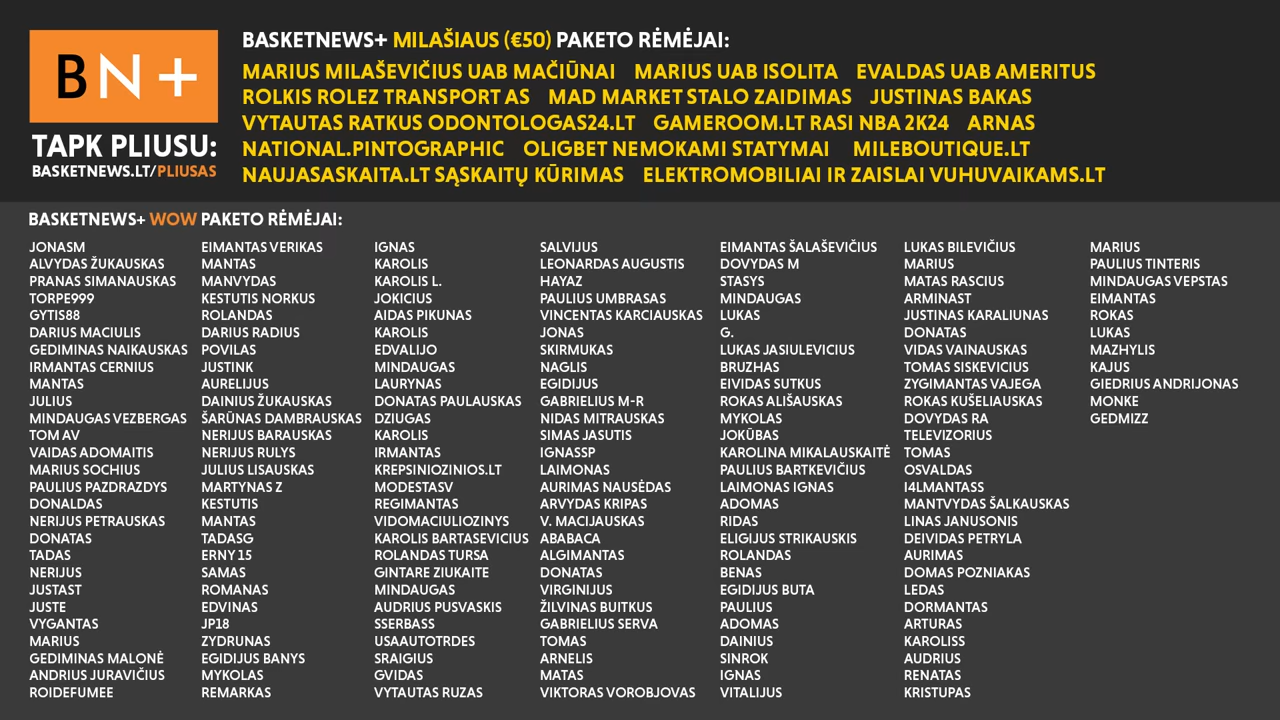 BN+
TAPK PLIUSU:
BASKETNEWS.LT/PLIUSAS
BASKETNEWS+ MILAŠIAUS (€50) PAKETO RĖMĖJAI:
MARIUS MILAŠEVIČIUS UAB MAČIŪNAI MARIUS UAB ISOLITA EVALDAS UAB AMERITUS
ROLKIS ROLEZ TRANSPORT AS MAD MARKET STALO ZAIDIMAS JUSTINAS BAKAS
VYTAUTAS RATKUS ODONTOLOGAS24.LT GAMEROOM.LT RASI NBA 2K24 ARNAS
NATIONAL.PINTOGRAPHIC OLIGBET NEMOKAMI STATYMAI MILEBOUTIQUE.LT
NAUJASASKAITA.LT SĄSKAITŲ KŪRIMAS ELEKTROMOBILIAI IR ZAISLAI VUHUVAIKAMS.LT
BASKETNEWS+ WOW PAKETO RĖMĖJAI:
JONASM
ALVYDAS ŽUKAUSKAS
PRANAS SIMANAUSKAS
TORPE999
GYTIS88
DARIUS MACIULIS
GEDIMINAS NAIKAUSKAS
IRMANTAS CERNIUS
MANTAS
JULIUS
MINDAUGAS VEZBERGAS
TOM AV
VAIDAS ADOMAITIS
MARIUS SOCHIUS
PAULIUS PAZDRAZDYS
DONALDAS
NERIJUS PETRAUSKAS
DONATAS
TADAS
NERIJUS
JUSTAST
JUSTE
VYGANTAS
MARIUS
GEDIMINAS MALONĖ
ANDRIUS JURAVIČIUS
ROIDEFUMEE
EIMANTAS VERIKAS
MANTAS
MANVYDAS
KESTUTIS NORKUS
ROLANDAS
DARIUS RADIUS
POVILAS
JUSTINK
AURELIJUS
DAINIUS ŽUKAUSKAS
ŠARŪNAS DAMBRAUSKAS
NERIJUS BARAUSKAS
NERIJUS RULYS
JULIUS LISAUSKAS
MARTYNAS Z
KESTUTIS
MANTAS
TADASG
ERNY 15
SAMAS
ROMANAS
EDVINAS
JP18
ZYDRUNAS
EGIDIJUS BANYS
MYKOLAS
REMARKAS
IGNAS
KAROLIS
KAROLIS L.
JOKICIUS
AIDAS PIKUNAS
KAROLIS
EDVALIJO
MINDAUGAS
LAURYNAS
DONATAS PAULAUSKAS
DZIUGAS
KAROLIS
IRMANTAS
KREPSINIOZINIOS.LT
MODESTASV
REGIMANTAS
VIDOMACIULIOZINYS
KAROLIS BARTASEVICIUS
ROLANDAS TURSA
GINTARE ZIUKAITE
MINDAUGAS
AUDRIUS PUSVASKIS
SSERBASS
USAAUTOTRDES
SRAIGIUS
GVIDAS
VYTAUTAS RUZAS
SALVIJUS
LEONARDAS AUGUSTIS
HAYAZ
PAULIUS UMBRASAS
VINCENTAS KARCIAUSKAS
JONAS
SKIRMUKAS
NAGLIS
EGIDIJUS
GABRIELIUS M-R
NIDAS MITRAUSKAS
SIMAS JASUTIS
IGNASSP
LAIMONAS
AURIMAS NAUSĖDAS
ARVYDAS KRIPAS
V. MACIJAUSKAS
ABABACA
ALGIMANTAS
DONATAS
VIRGINIJUS
ŽILVINAS BUITKUS
GABRIELIUS SERVA
TOMAS
ARNELIS
MATAS
VIKTORAS VOROBJOVAS
EIMANTAS ŠALAŠEVIČIUS
DOVYDAS M
STASYS
MINDAUGAS
LUKAS
G.
LUKAS JASIULEVICIUS
BRUZHAS
EIVIDAS SUTKUS
ROKAS ALIŠAUSKAS
MYKOLAS
JOKŪBAS
KAROLINA MIKALAUSKAITĖ
PAULIUS BARTKEVIČIUS
LAIMONAS IGNAS
ADOMAS
RIDAS
ELIGIJUS STRIKAUSKIS
ROLANDAS
BENAS
EGIDIJUS BUTA
PAULIUS
ADOMAS
DAINIUS
SINROK
IGNAS
VITALIJUS
LUKAS BILEVIČIUS
MARIUS
MATAS RASCIUS
ARMINAST
JUSTINAS KARALIUNAS
DONATAS
VIDAS VAINAUSKAS
TOMAS SISKEVICIUS
ZYGIMANTAS VAJEGA
ROKAS KUŠELIAUSKAS
DOVYDAS RA
TELEVIZORIUS
TOMAS
OSVALDAS
I4LMANTASS
MANTVYDAS ŠALKAUSKAS
LINAS JANUSONIS
DEIVIDAS PETRYLA
AURIMAS
DOMAS POZNIAKAS
LEDAS
DORMANTAS
ARTURAS
KAROLISS
AUDRIUS
RENATAS
KRISTUPAS
MARIUS
PAULIUS TINTERIS
MINDAUGAS VEPSTAS
EIMANTAS
ROKAS
LUKAS
MAZHYLIS
KAJUS
GIEDRIUS ANDRIJONAS
MONKE
GEDMIZZ